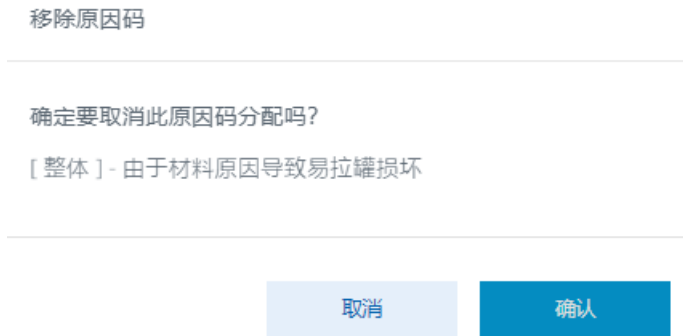 移除原因码
确定要取消此原因码分配吗?
[ 整体 ] - 由于材料原因导致易拉罐损坏
取消
确认